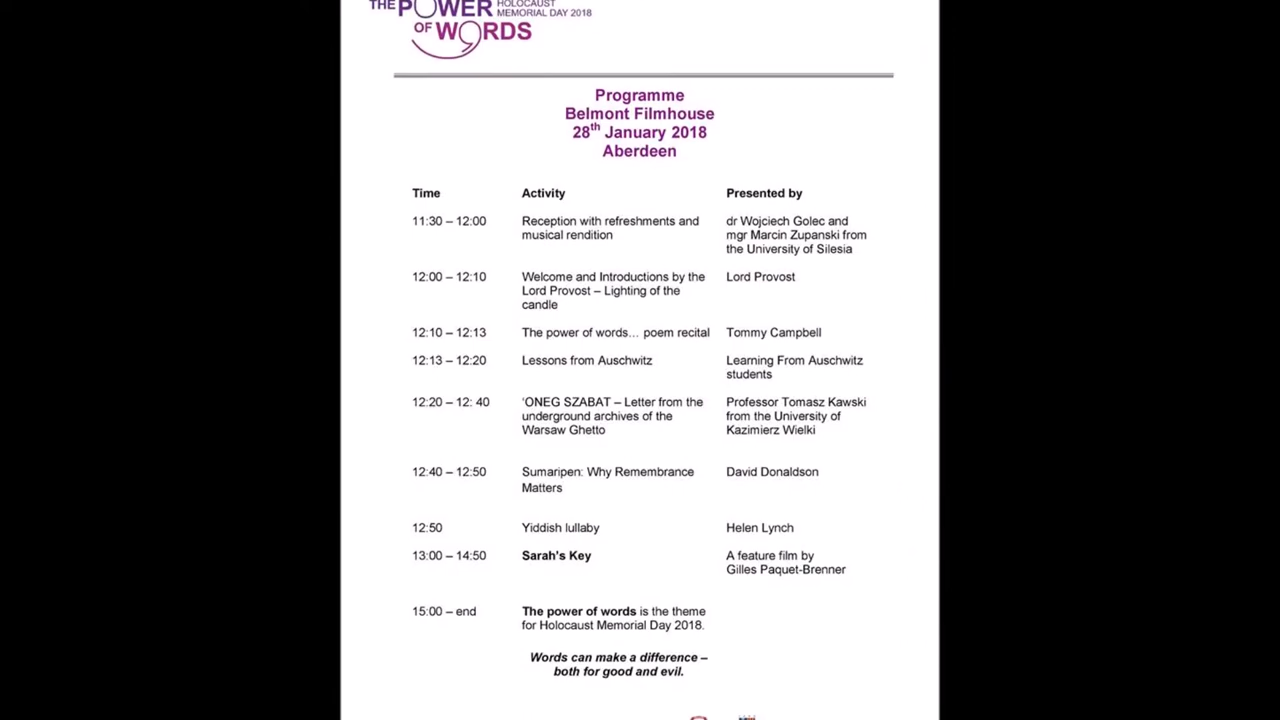 THE POWER HOLOCAUST
MEMORIAL DAY 2018
OF WORDS
Programme
Belmont Filmhouse
28th January 2018
Aberdeen
Time Activity Presented by
11:30 – 12:00 Reception with refreshments and dr Wojciech Golec and
musical rendition mgr Marcin Zupanski from
the University of Silesia
12:00 – 12:10 Welcome and Introductions by the Lord Provost
Lord Provost – Lighting of the
candle
12:10 – 12:13 The power of words... poem recital Tommy Campbell
12:13 – 12:20 Lessons from Auschwitz Learning From Auschwitz
students
12:20 – 12: 40 'ONEG SZABAT – Letter from the Professor Tomasz Kawski
underground archives of the from the University of
Warsaw Ghetto Kazimierz Wielki
12:40 – 12:50 Sumaripen: Why Remembrance David Donaldson
Matters
12:50 Yiddish lullaby Helen Lynch
13:00 – 14:50 Sarah's Key A feature film by
Gilles Paquet-Brenner
15:00 – end The power of words is the theme
for Holocaust Memorial Day 2018.
Words can make a difference –
both for good and evil.